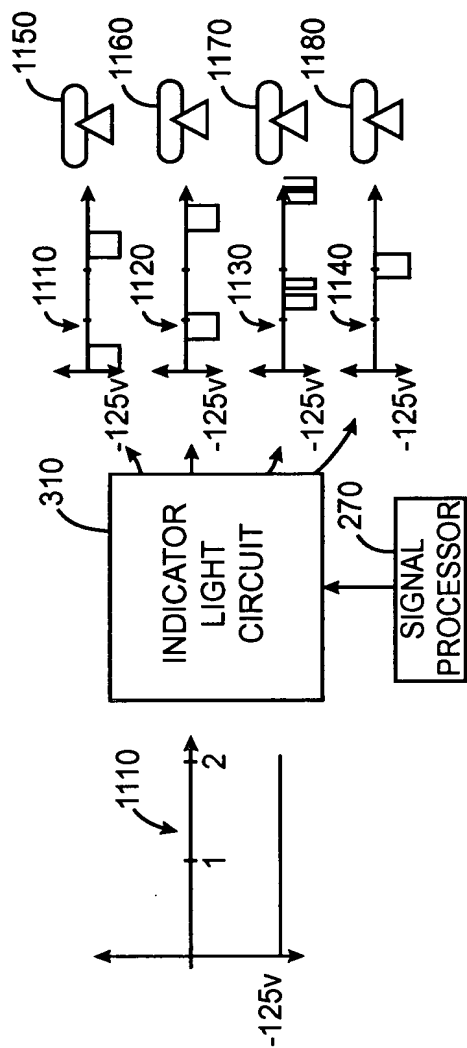 1110
1
2
-125v
310
INDICATOR
LIGHT
CIRCUIT
270
SIGNAL
PROCESSOR
1110
-125v
1150
1120
-125v
1160
1130
-125v
1170
1140
-125v
1180